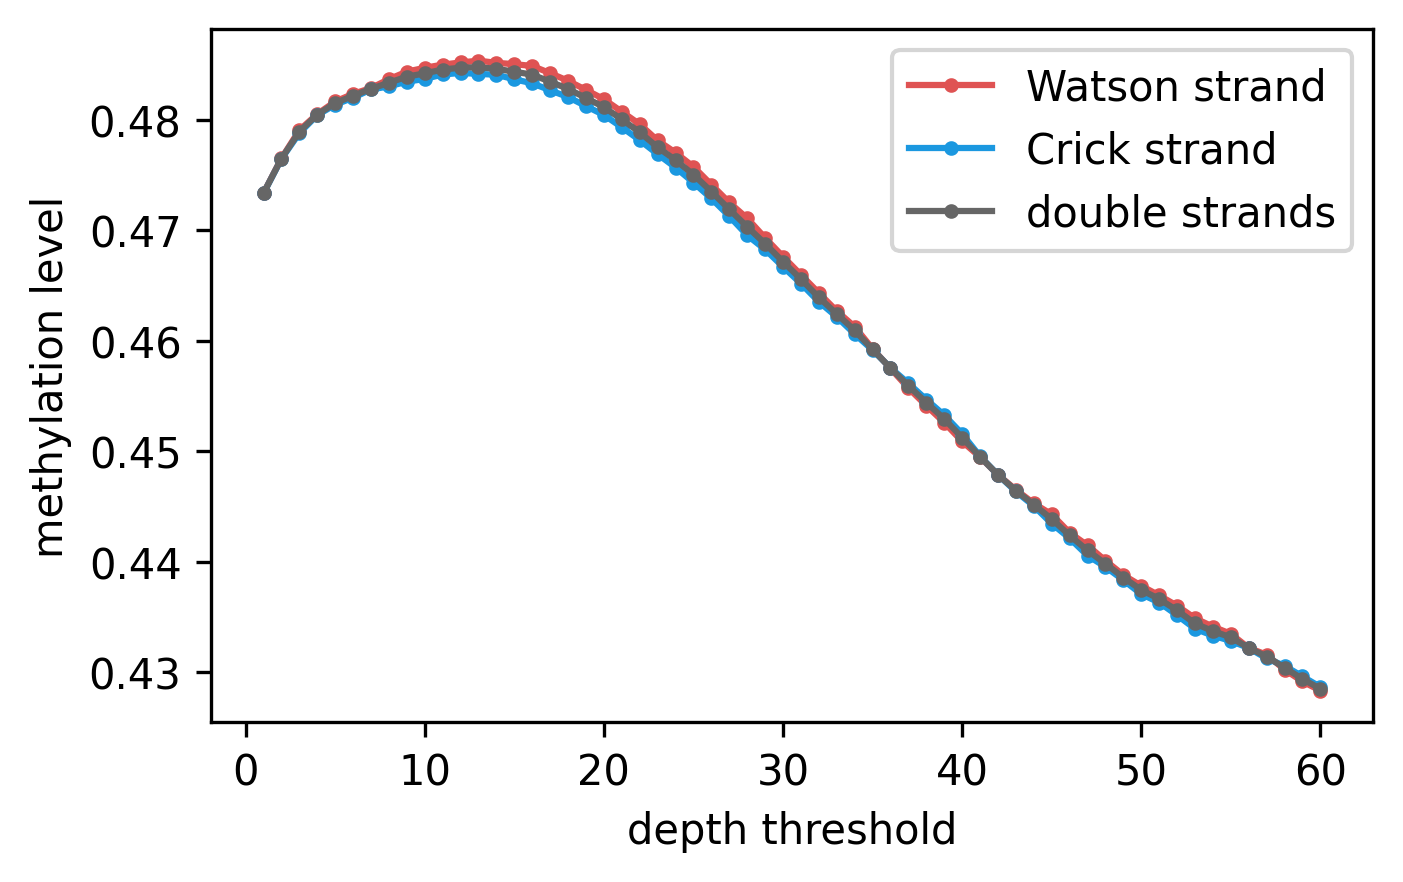 Watson strand
Crick strand
double strands
methylation level
0.48
0.47
0.46
0.45
0.44
0.43
0 10 20 30 40 50 60
depth threshold